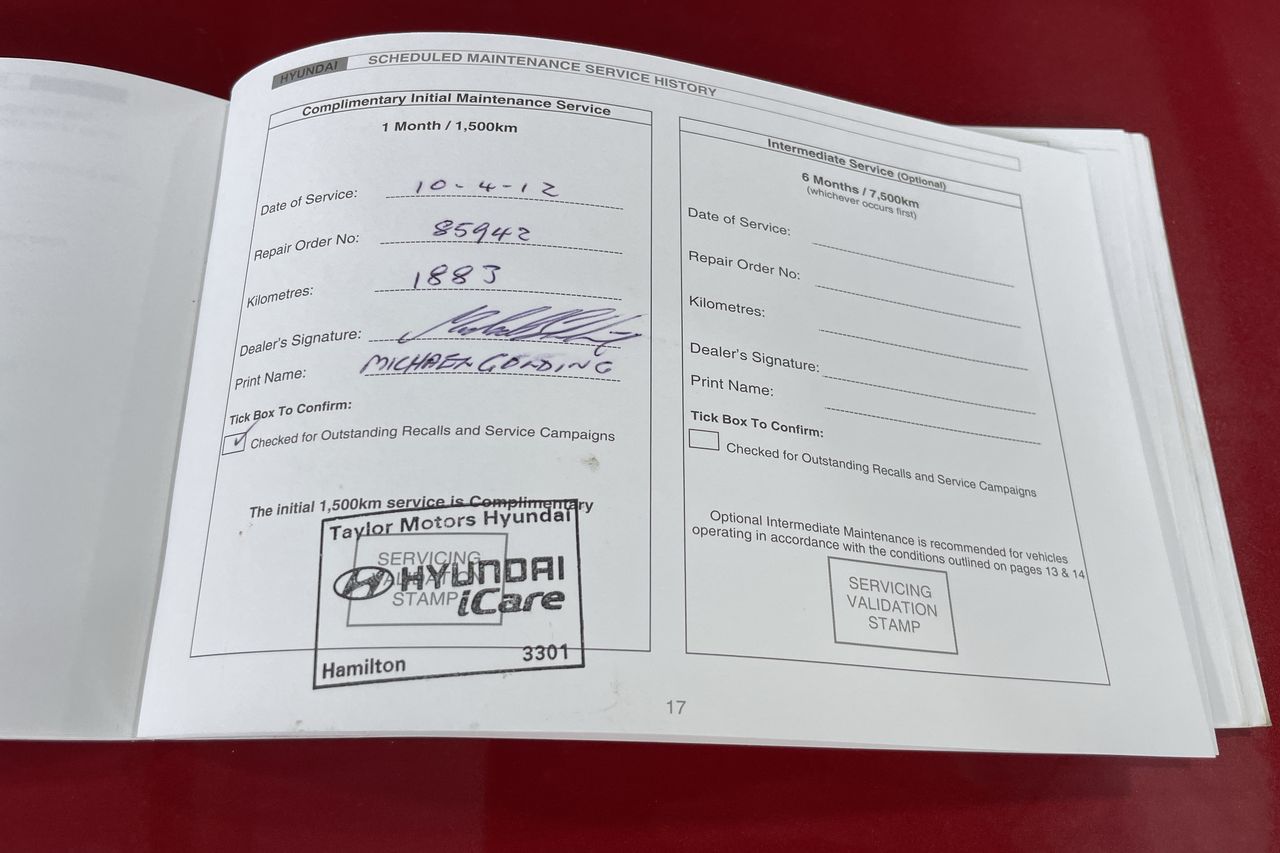 HYUNDAI SCHEDULED MAINTENANCE SERVICE HISTORY
Complimentary Initial Maintenance Service
1 Month / 1,500km
Date of Service: 10-4-12
Repair Order No: 85942
Kilometres: 1883
Dealer's Signature:
Print Name: MICHAEL GOLDING
Tick Box To Confirm:
Checked for Outstanding Recalls and Service Campaigns
The initial 1,500km service is Complimentary
Taylor Motors Hyundai
SERVICING
VALIDATION
STAMP
HYUNDAI
iCare
Hamilton 3301
Intermediate Service (Optional)
6 Months / 7,500km
(whichever occurs first)
Date of Service:
Repair Order No:
Kilometres:
Dealer's Signature:
Print Name:
Tick Box To Confirm:
Checked for Outstanding Recalls and Service Campaigns
Optional Intermediate Maintenance is recommended for vehicles
operating in accordance with the conditions outlined on pages 13 & 14
SERVICING
VALIDATION
STAMP
17